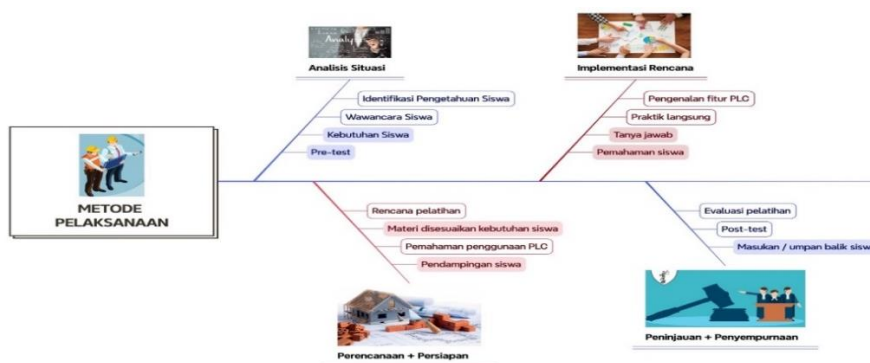 Analisis Situasi
Identifikasi Pengetahuan Siswa
Wawancara Siswa
Kebutuhan Siswa
Pre-test
Implementasi Rencana
Pengenalan fitur PLC
Praktik langsung
Tanya jawab
Pemahaman siswa
METODE
PELAKSANAAN
Rencana pelatihan
Materi disesuaikan kebutuhan siswa
Pemahaman penggunaan PLC
Pendampingan siswa
Perencanaan + Persiapan
Evaluasi pelatihan
Post-test
Masukan / umpan balik sisw
Peninjauan + Penyempurnaan